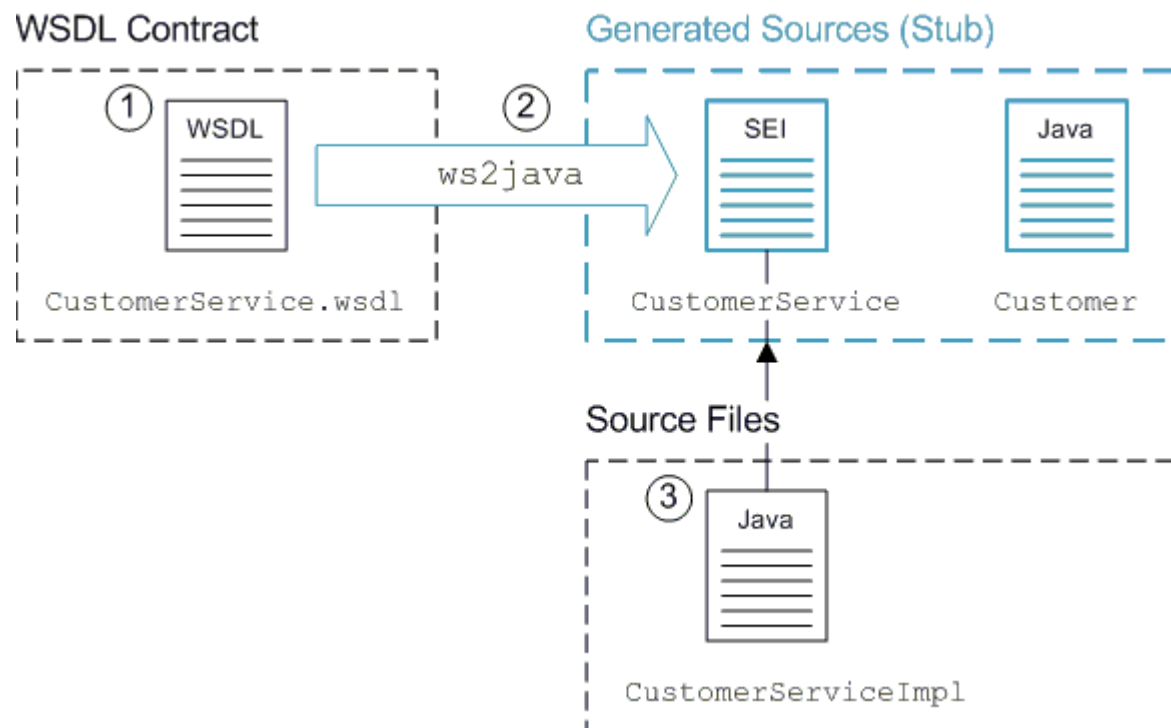 WSDL Contract
Generated Sources (Stub)
1
WSDL
2
ws2java
SEI
Java
CustomerService.wsdl
CustomerService
Customer
Source Files
3
Java
CustomerServiceImpl